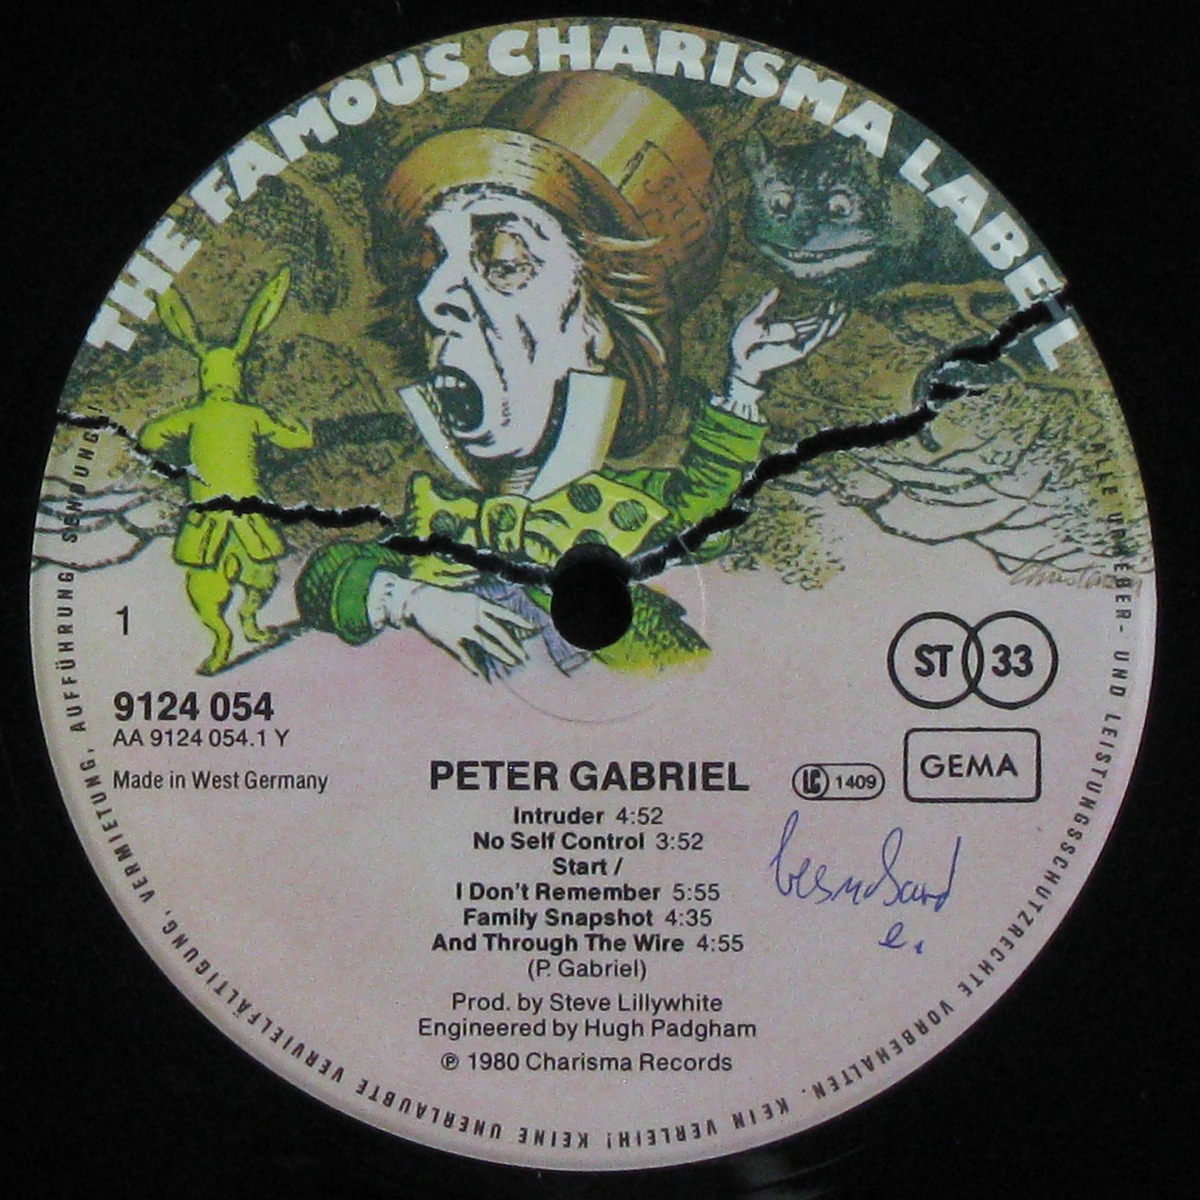 THE FAMOUS CHARISMA LABEL
1
9124 054
AA 9124 054.1 Y
Made in West Germany
ST 33
GEMA
LC 1409
PETER GABRIEL
Intruder 4:52
No Self Control 3:52
Start /
I Don't Remember 5:55
Family Snapshot 4:35
And Through The Wire 4:55
(P. Gabriel)
Prod. by Steve Lillywhite
Engineered by Hugh Padgham
℗ 1980 Charisma Records
ALLE URHEBER- UND LEISTUNGSSCHUTZRECHTE VORBEHALTEN. KEIN VERLEIH! KEINE UNERLAUBTE VERVIELFÄLTIGUNG, VERMIETUNG, AUFFÜHRUNG, SENDUNG!